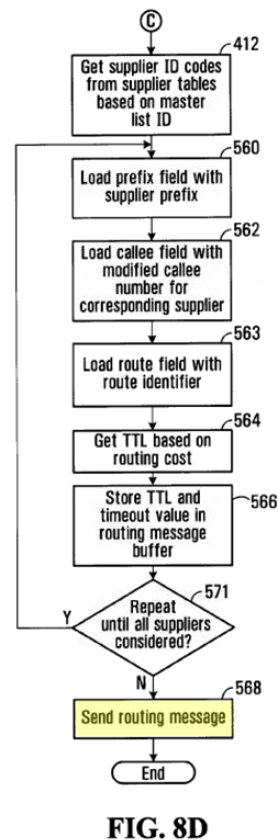 C
412
Get supplier ID codes
from supplier tables
based on master
list ID
560
Load prefix field with
supplier prefix
562
Load callee field with
modified callee
number for
corresponding supplier
563
Load route field with
route identifier
564
Get TTL based on
routing cost
Store TTL and
timeout value in
routing message
buffer
566
571
Repeat
until all suppliers
considered?
Y
N
568
Send routing message
End
FIG. 8D